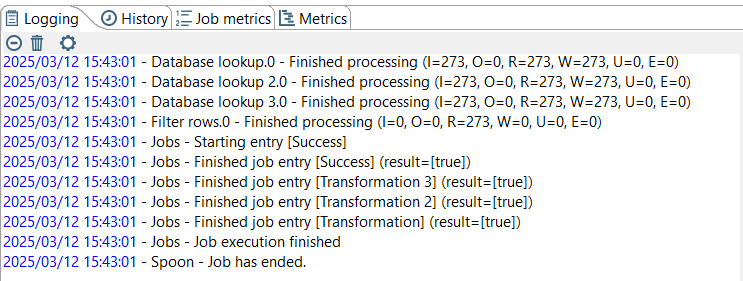 Logging History Job metrics Metrics
2025/03/12 15:43:01 - Database lookup.0 - Finished processing (I=273, O=0, R=273, W=273, U=0, E=0)
2025/03/12 15:43:01 - Database lookup 2.0 - Finished processing (I=273, O=0, R=273, W=273, U=0, E=0)
2025/03/12 15:43:01 - Database lookup 3.0 - Finished processing (I=273, O=0, R=273, W=273, U=0, E=0)
2025/03/12 15:43:01 - Filter rows.0 - Finished processing (I=0, O=0, R=273, W=0, U=0, E=0)
2025/03/12 15:43:01 - Jobs - Starting entry [Success]
2025/03/12 15:43:01 - Jobs - Finished job entry [Success] (result=[true])
2025/03/12 15:43:01 - Jobs - Finished job entry [Transformation 3] (result=[true])
2025/03/12 15:43:01 - Jobs - Finished job entry [Transformation 2] (result=[true])
2025/03/12 15:43:01 - Jobs - Finished job entry [Transformation] (result=[true])
2025/03/12 15:43:01 - Jobs - Job execution finished
2025/03/12 15:43:01 - Spoon - Job has ended.